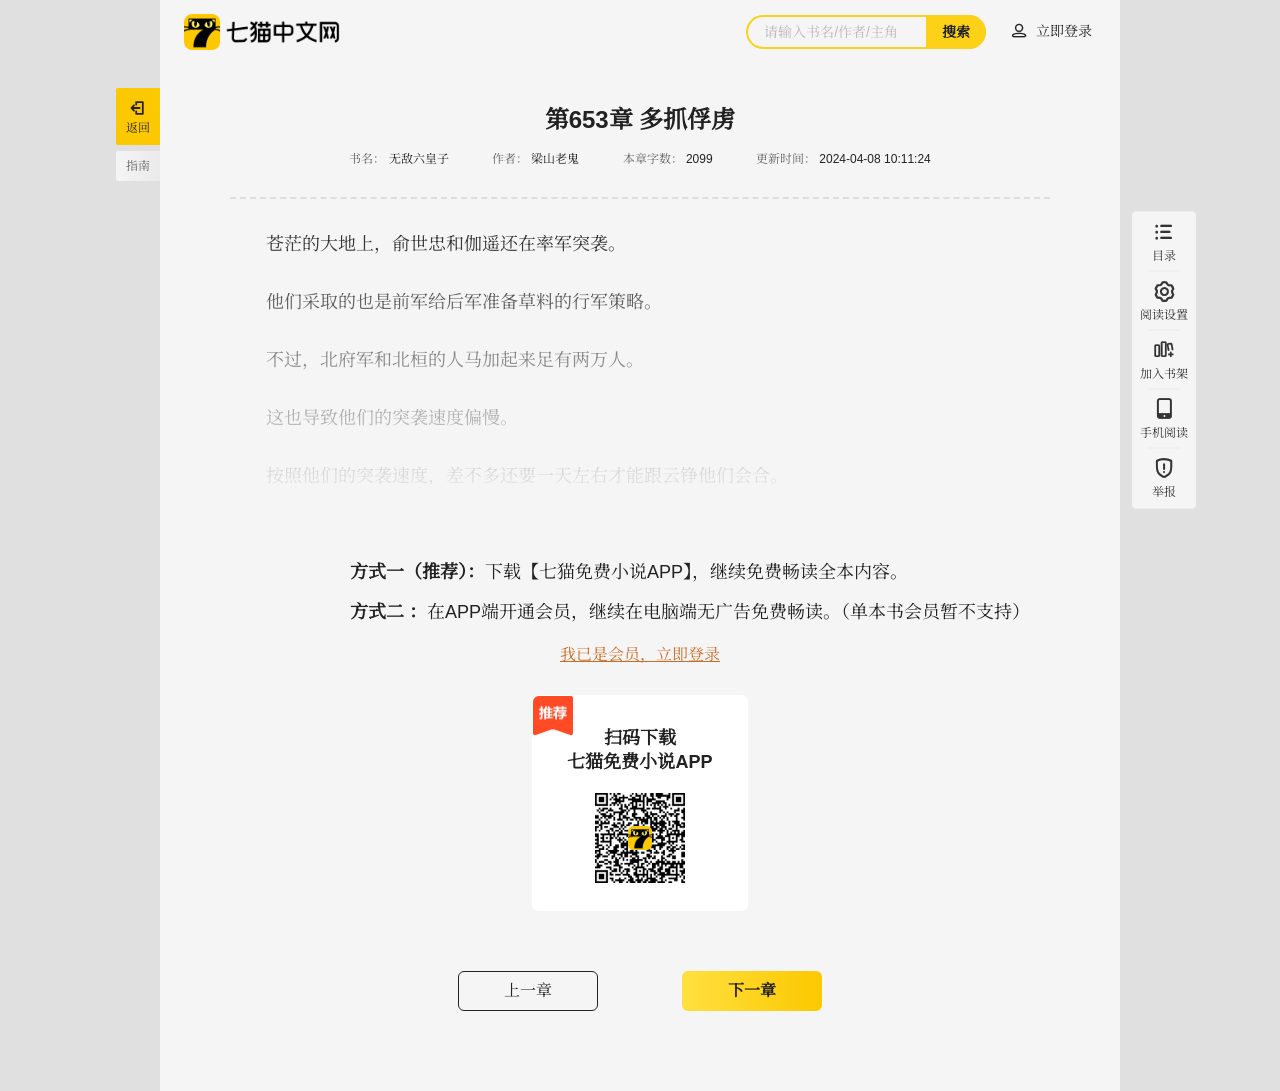 七猫中文网
请输入书名/作者/主角
搜索
立即登录
返回
指南
第653章 多抓俘虏
书名： 无敌六皇子 作者： 梁山老鬼 本章字数： 2099 更新时间： 2024-04-08 10:11:24
苍茫的大地上，俞世忠和伽遥还在率军突袭。
他们采取的也是前军给后军准备草料的行军策略。
不过，北府军和北桓的人马加起来足有两万人。
这也导致他们的突袭速度偏慢。
按照他们的突袭速度，差不多还要一天左右才能跟云铮他们会合。
目录
阅读设置
加入书架
手机阅读
举报
方式一（推荐）：下载【七猫免费小说APP】，继续免费畅读全本内容。
方式二 ：在APP端开通会员，继续在电脑端无广告免费畅读。（单本书会员暂不支持）
我已是会员，立即登录
推荐
扫码下载
七猫免费小说APP
上一章
下一章